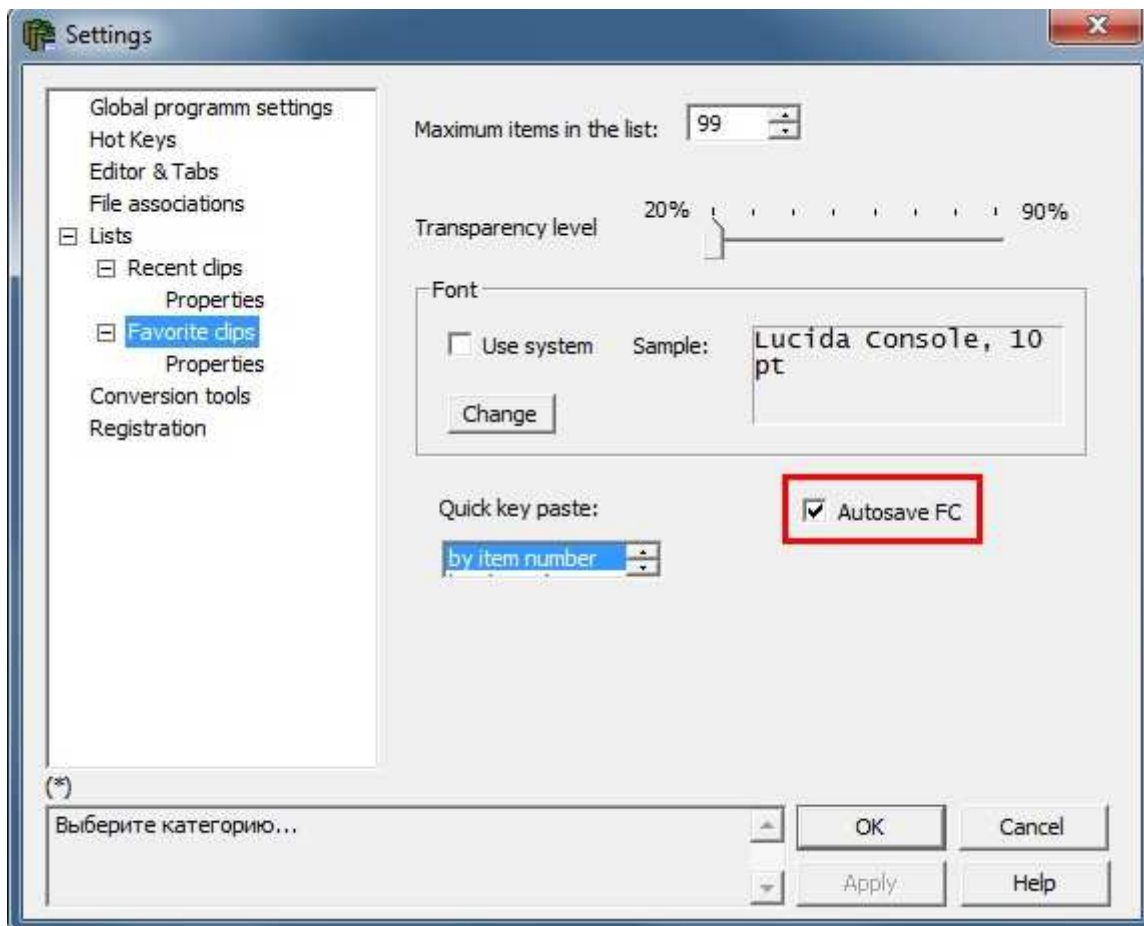 Settings
Global programm settings
Hot Keys
Editor & Tabs
File associations
Lists
Recent clips
Properties
Favorite clips
Properties
Conversion tools
Registration
Maximum items in the list: 99
Transparency level 20% 90%
Font
Use system Sample: Lucida Console, 10
pt
Change
Quick key paste:
by item number
Autosave FC
(*)
Выберите категорию...
OK Cancel
Apply Help